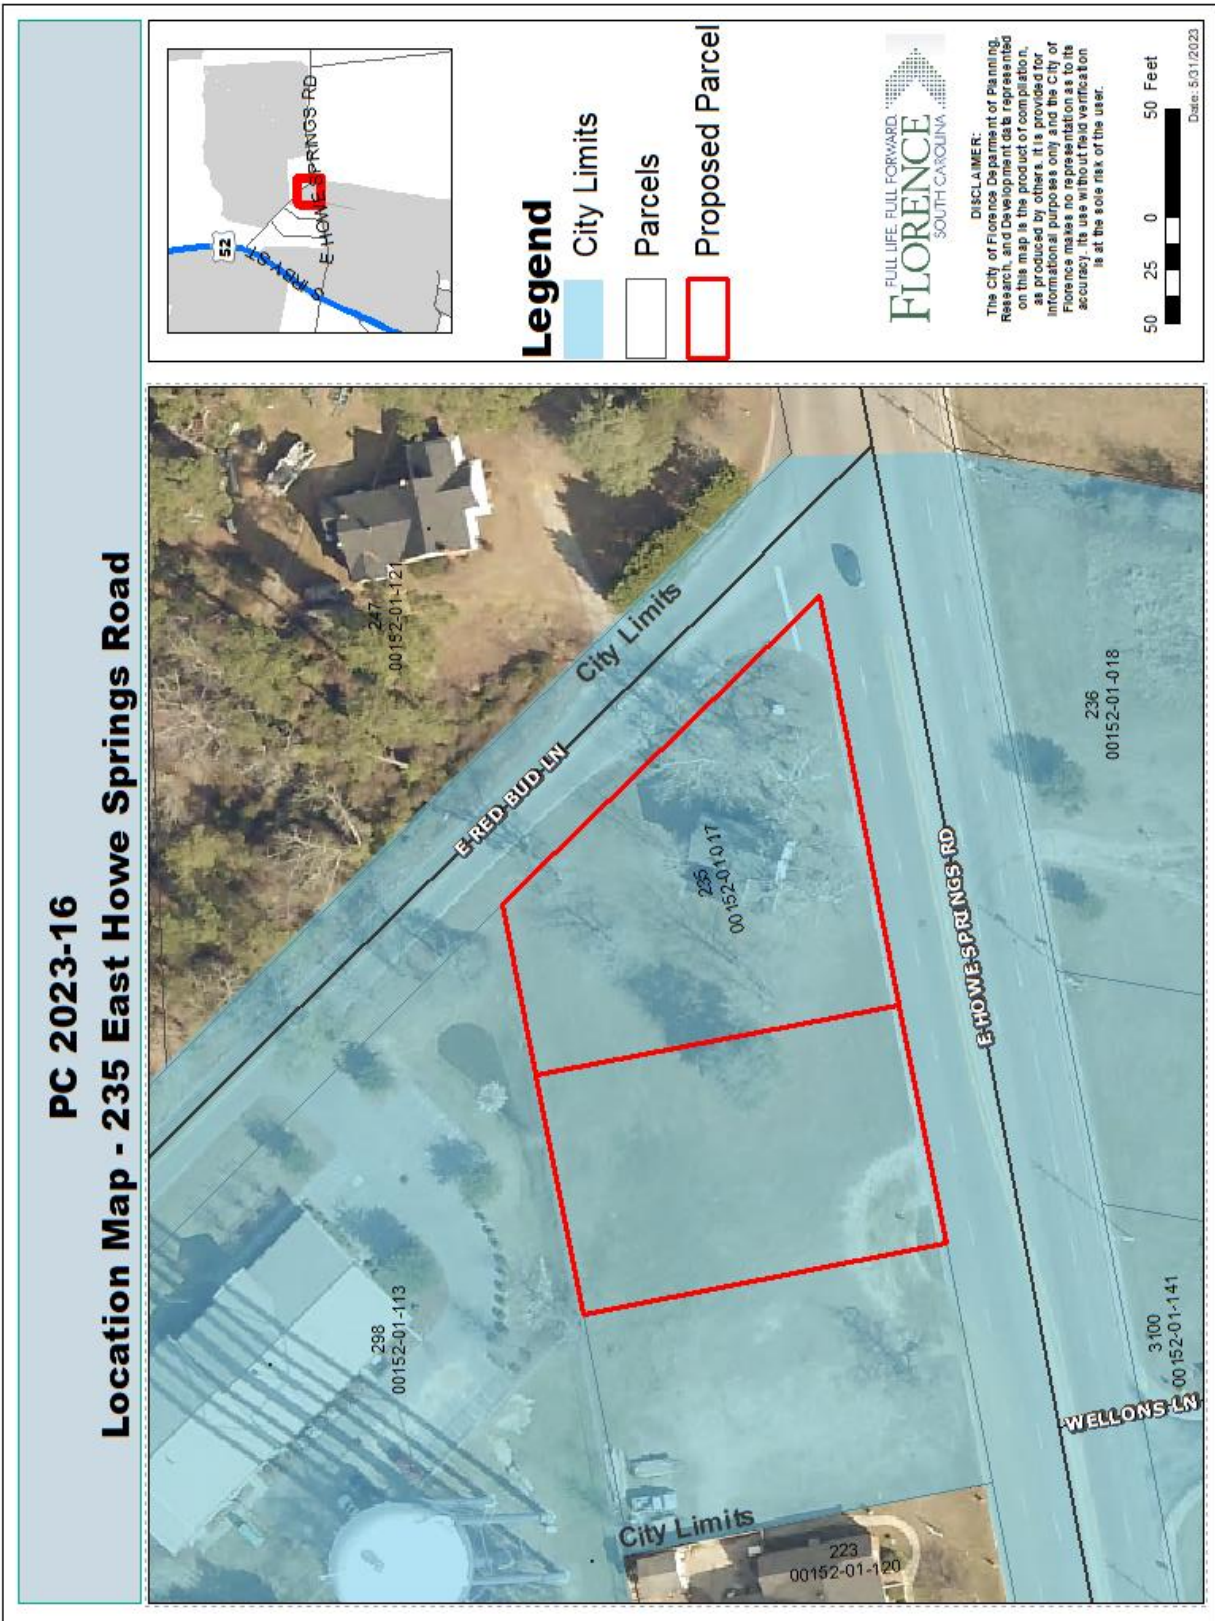 PC 2023-16
Location Map - 235 East Howe Springs Road
247
00152-01-121
City Limits
E RED BUD LN
298
00152-01-113
235
00152-01-017
E HOWE SPRINGS RD
236
00152-01-018
City Limits
223
00152-01-120
WELLONS LN
3100
00152-01-141
52
S IRBY ST
E HOWE SPRINGS RD
Legend
City Limits
Parcels
Proposed Parcel
FULL LIFE. FULL FORWARD.
FLORENCE
SOUTH CAROLINA
DISCLAIMER:
The City of Florence Deparment of Planning,
Research, and Development data represented
on this map is the product of compilation,
as produced by others. It is provided for
informational purposes only and the City of
Florence makes no representation as to its
accuracy. Its use without field verification
is at the sole risk of the user.
50 25 0 50 Feet
Date: 5/31/2023